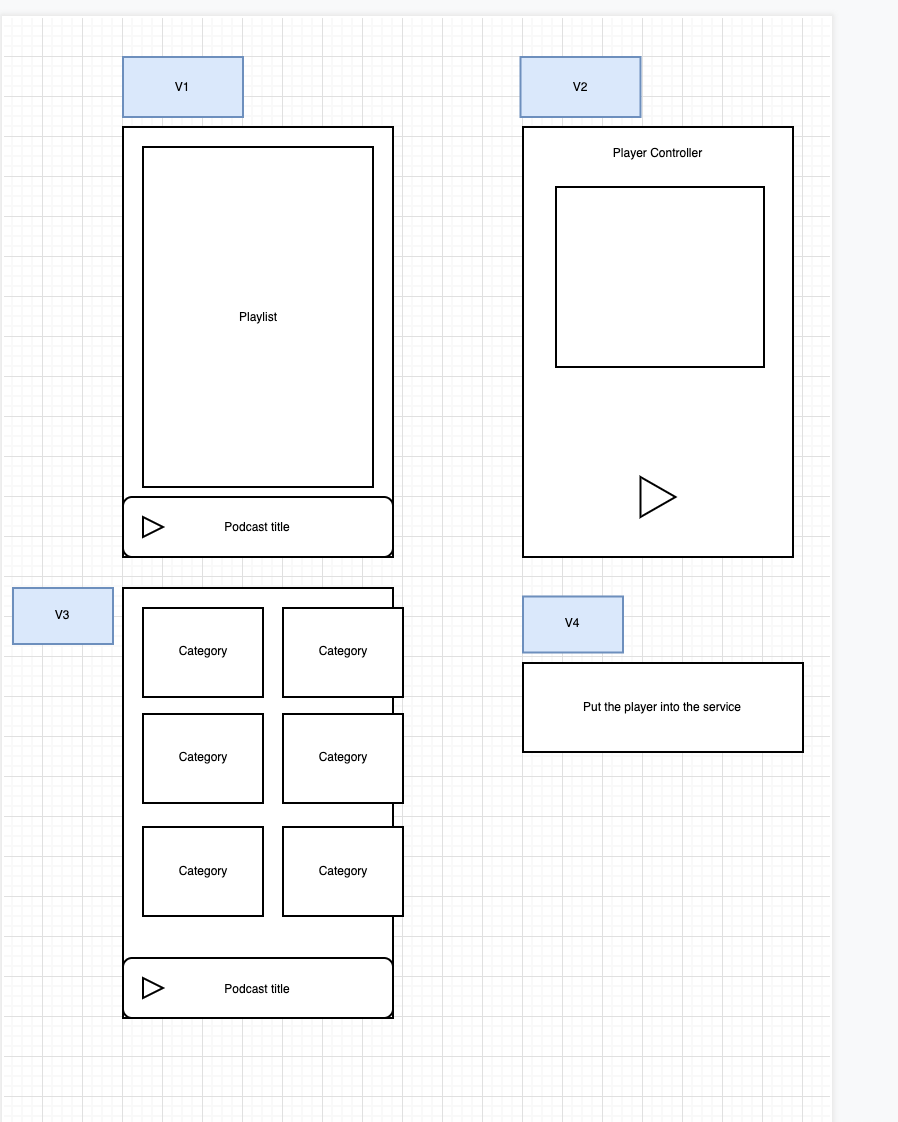 V1
Playlist
Podcast title
V2
Player Controller
V3
Category
Category
Category
Category
Category
Category
Podcast title
V4
Put the player into the service